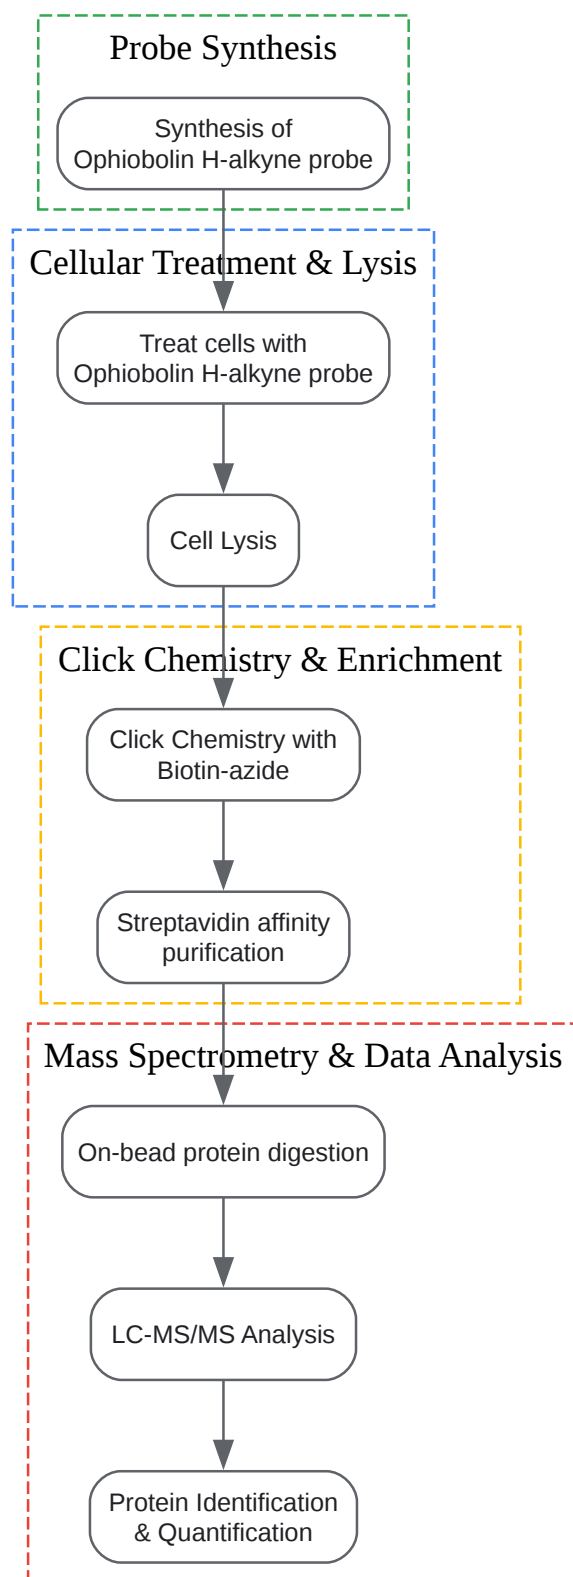 Probe Synthesis
Synthesis of
Ophiobolin H-alkyne probe
Cellular Treatment & Lysis
Treat cells with
Ophiobolin H-alkyne probe
Cell Lysis
Click Chemistry & Enrichment
Click Chemistry with
Biotin-azide
Streptavidin affinity
purification
Mass Spectrometry & Data Analysis
On-bead protein digestion
LC-MS/MS Analysis
Protein Identification
& Quantification